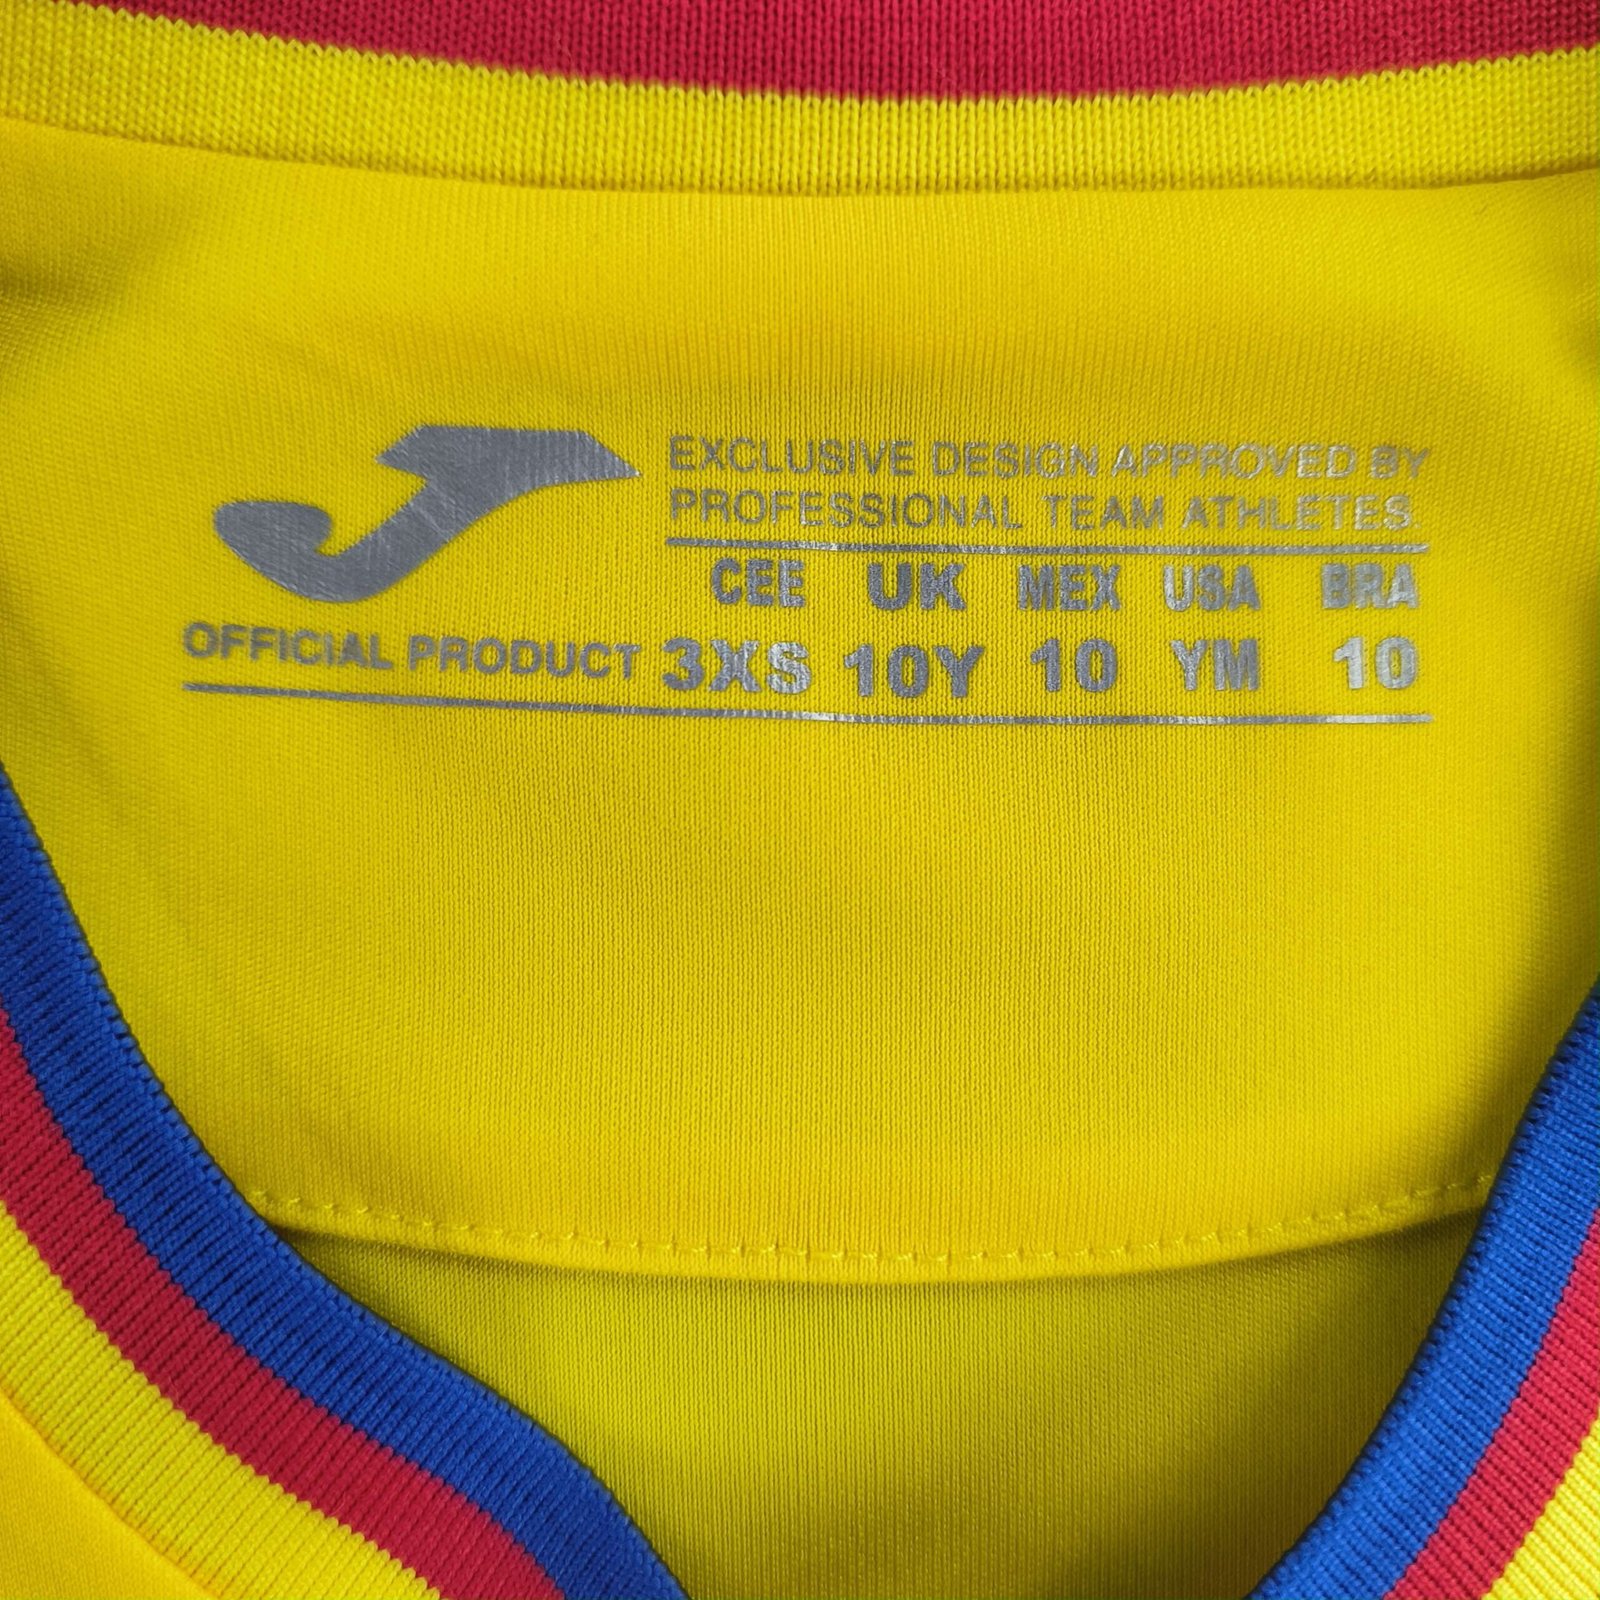 EXCLUSIVE DESIGN APPROVED BY
PROFESSIONAL TEAM ATHLETES.
CEE UK MEX USA BRA
OFFICIAL PRODUCT 3XS 10Y 10 YM 10